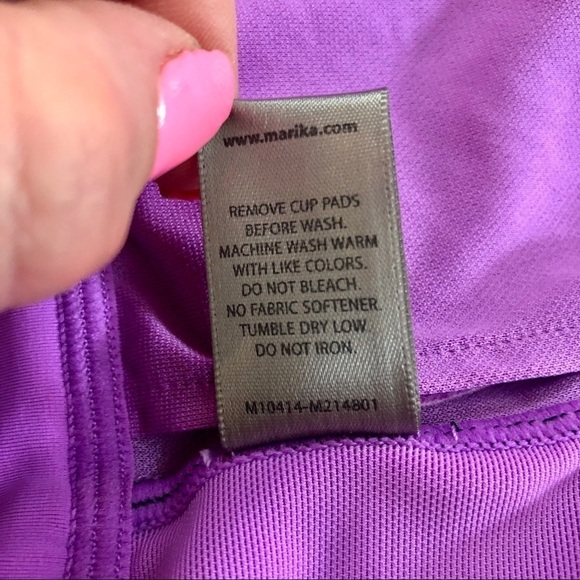 www.marika.com
REMOVE CUP PADS
BEFORE WASH.
MACHINE WASH WARM
WITH LIKE COLORS.
DO NOT BLEACH.
NO FABRIC SOFTENER.
TUMBLE DRY LOW.
DO NOT IRON.
M10414-M214801